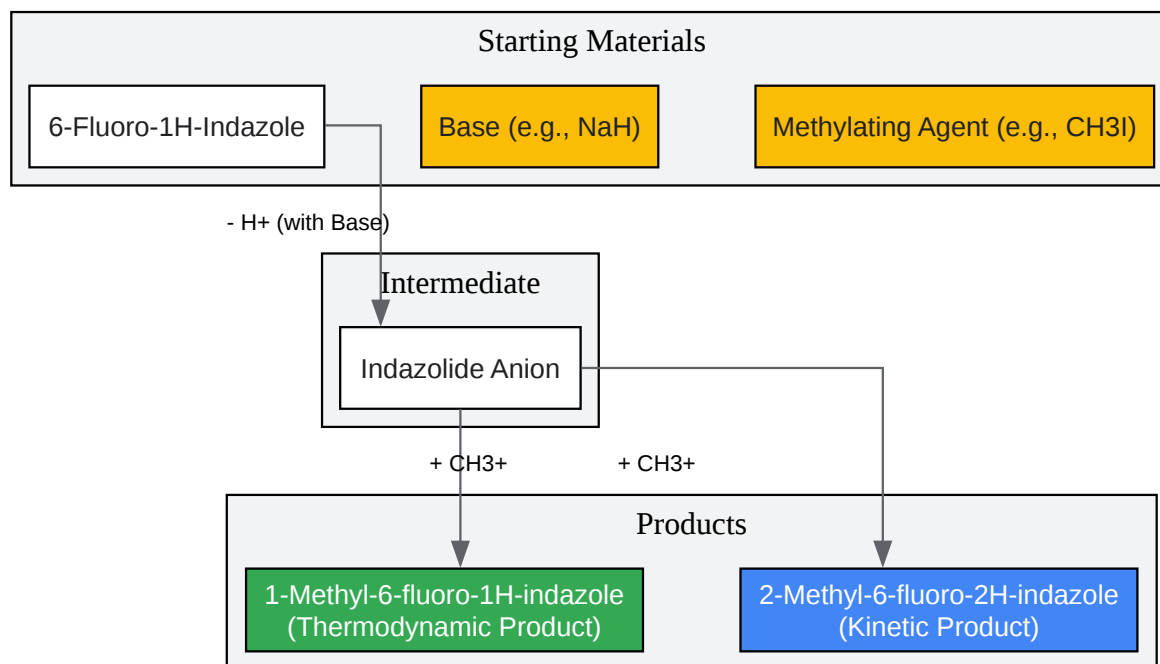 Starting Materials
6-Fluoro-1H-Indazole
Base (e.g., NaH)
Methylating Agent (e.g., CH3I)
- H+ (with Base)
Intermediate
Indazolide Anion
+ CH3+
+ CH3+
Products
1-Methyl-6-fluoro-1H-indazole
(Thermodynamic Product)
2-Methyl-6-fluoro-2H-indazole
(Kinetic Product)